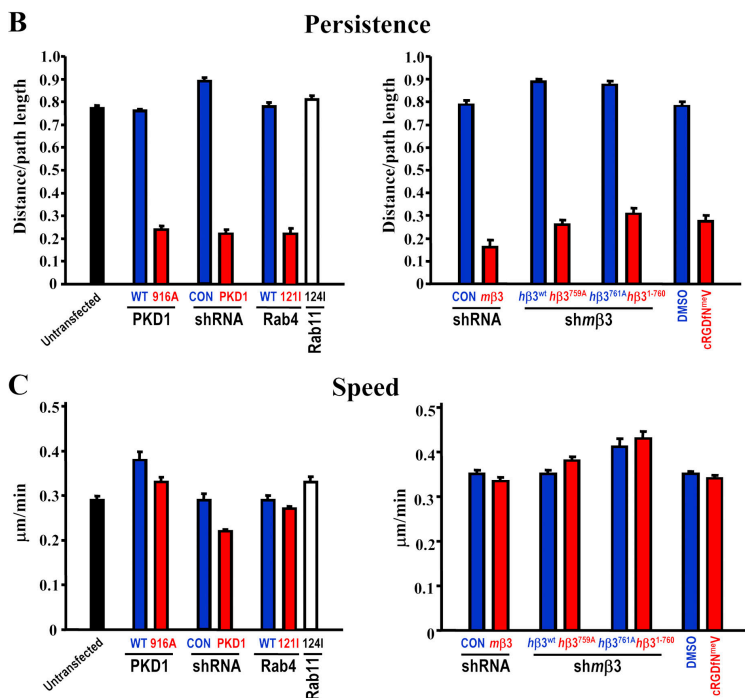 B
Persistence
Distance/path length
1.0
0.9
0.8
0.7
0.6
0.5
0.4
0.3
0.2
0.1
0
Untransfected
WT 916A CON PKD1 WT 121I 124I
PKD1 shRNA Rab4 Rab11
Distance/path length
1.0
0.9
0.8
0.7
0.6
0.5
0.4
0.3
0.2
0.1
0
CON mβ3 hβ3wt hβ3759A hβ3761A hβ31-760 DMSO cRGDfNmeV
shRNA shmβ3
C
Speed
μm/min
0.5
0.4
0.3
0.2
0.1
0
Untransfected
WT 916A CON PKD1 WT 121I 124I
PKD1 shRNA Rab4 Rab11
μm/min
0.5
0.4
0.3
0.2
0.1
0
CON mβ3 hβ3wt hβ3759A hβ3761A hβ31-760 DMSO cRGDfNmeV
shRNA shmβ3